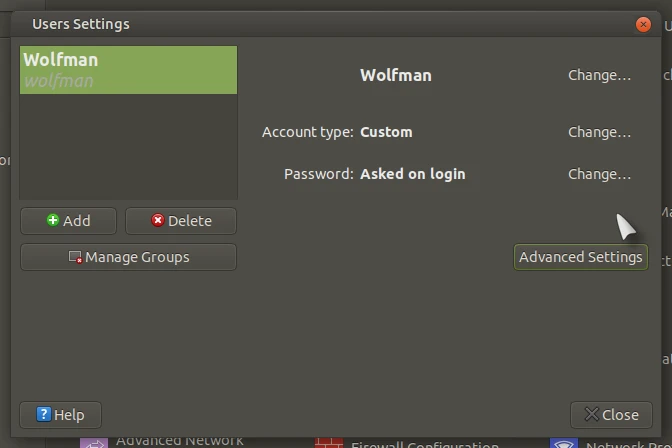 Users Settings
Wolfman
wolfman
Wolfman Change...
Account type: Custom Change...
Password: Asked on login Change...
Add Delete
Manage Groups
Advanced Settings
Help Close
Advanced Network
Firewall Configuration